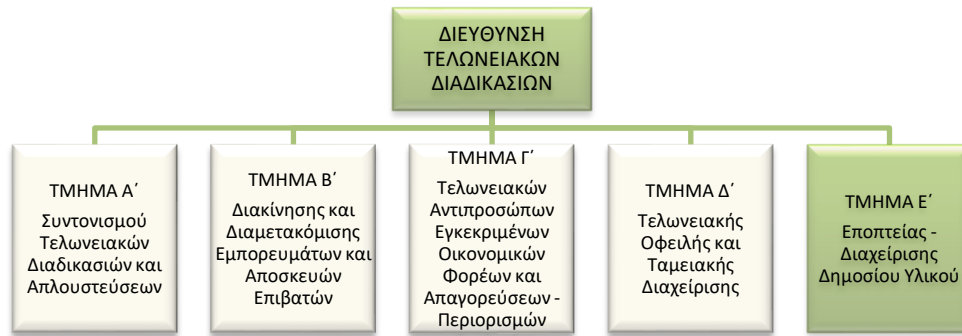 ΔΙΕΥΘΥΝΣΗ
ΤΕΛΩΝΕΙΑΚΩΝ
ΔΙΑΔΙΚΑΣΙΩΝ
ΤΜΗΜΑ Α΄
Συντονισμού
Τελωνειακών
Διαδικασιών και
Απλουστεύσεων
ΤΜΗΜΑ Β΄
Διακίνησης και
Διαμετακόμισης
Εμπορευμάτων και
Αποσκευών
Επιβατών
ΤΜΗΜΑ Γ΄
Τελωνειακών
Αντιπροσώπων
Εγκεκριμένων
Οικονομικών
Φορέων και
Απαγορεύσεων -
Περιορισμών
ΤΜΗΜΑ Δ΄
Τελωνειακής
Οφειλής και
Ταμειακής
Διαχείρισης
ΤΜΗΜΑ Ε΄
Εποπτείας -
Διαχείρισης
Δημοσίου Υλικού